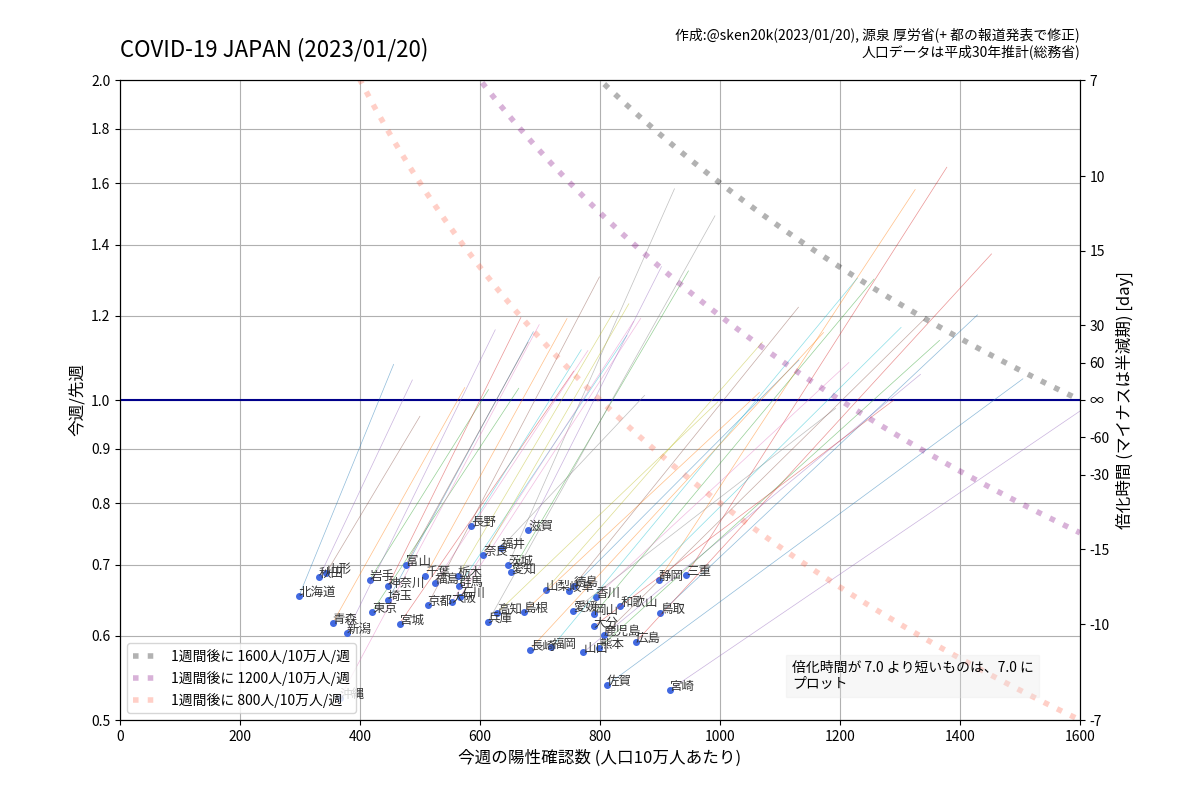 COVID-19 JAPAN (2023/01/20)
作成:@sken20k(2023/01/20), 源泉 厚労省(+ 都の報道発表で修正)
人口データは平成30年推計(総務省)
2.0
1.8
1.6
1.4
1.2
1.0
0.9
0.8
0.7
0.6
0.5
今週/先週
7
10
15
30
60
∞
-60
-30
-15
-10
-7
倍化時間 (マイナスは半減期) [day]
長野
滋賀
福井
奈良
富山
茨城
愛知
山形
秋田
岩手
千葉
福島
栃木
静岡
三重
神奈川
群馬
山梨
徳島
北海道
埼玉
石川
大阪
香川
京都
和歌山
東京
高知
島根
愛媛
岡山
鳥取
青森
新潟
宮城
兵庫
大分
鹿児島
長崎
福岡
山口
熊本
広島
佐賀
宮崎
沖縄
1週間後に 1600人/10万人/週
1週間後に 1200人/10万人/週
1週間後に 800人/10万人/週
倍化時間が 7.0 より短いものは、7.0 に
プロット
0
200
400
600
800
1000
1200
1400
1600
今週の陽性確認数 (人口10万人あたり)